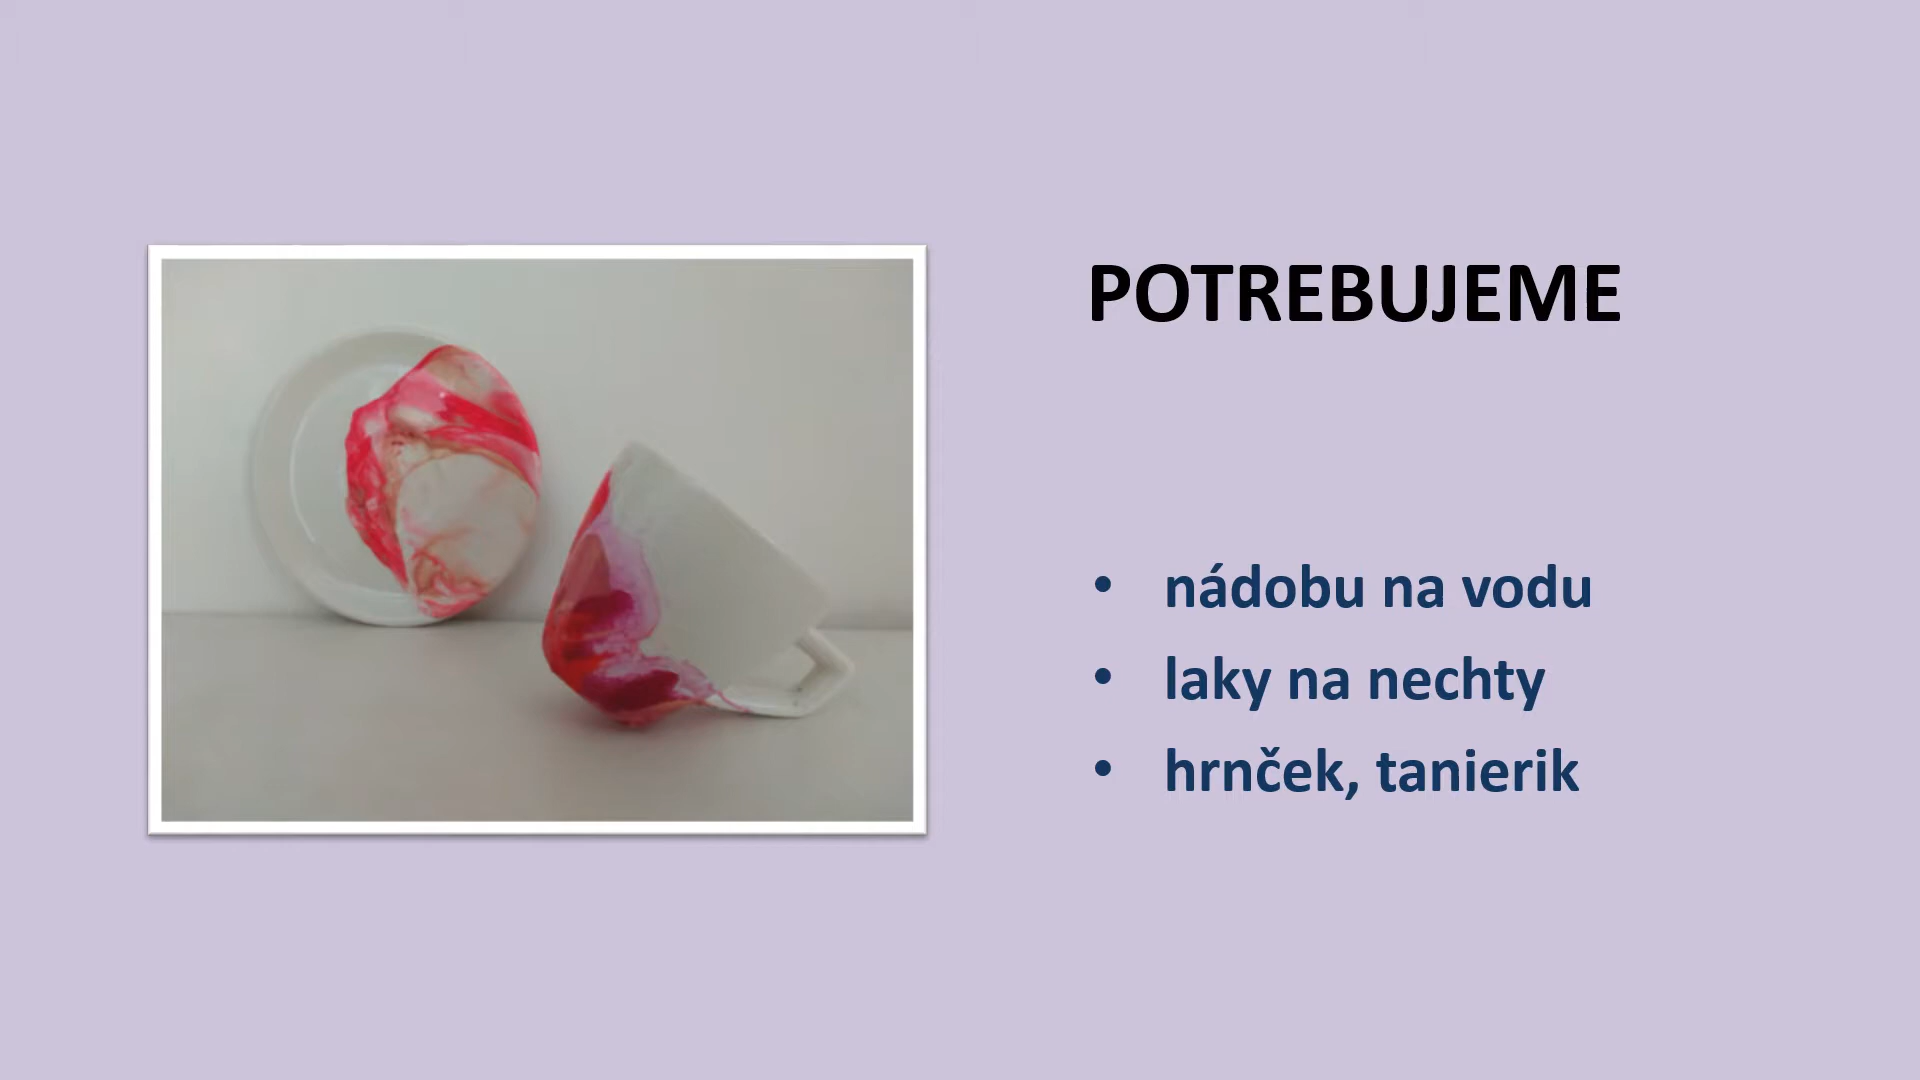 POTREBUJEME
• nádobu na vodu
• laky na nechty
• hrnček, tanierik